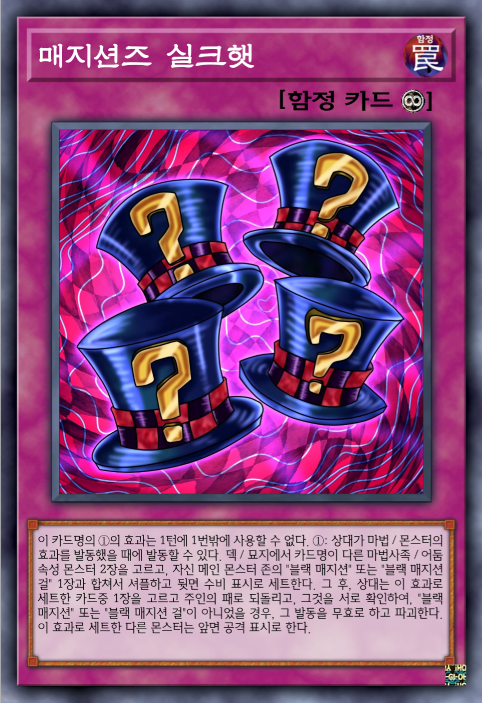 매지션즈 실크햇
함정
罠
[함정 카드 ]
?
?
?
?
이 카드명의 ①의 효과는 1턴에 1번밖에 사용할 수 없다. ①: 상대가 마법 / 몬스터의
효과를 발동했을 때에 발동할 수 있다. 덱 / 묘지에서 카드명이 다른 마법사족 / 어둠
속성 몬스터 2장을 고르고, 자신 메인 몬스터 존의 "블랙 매지션" 또는 "블랙 매지션
걸" 1장과 합쳐서 셔플하고 뒷면 수비 표시로 세트한다. 그 후, 상대는 이 효과로
세트한 카드중 1장을 고르고 주인의 패로 되돌리고, 그것을 서로 확인하여, "블랙
매지션" 또는 "블랙 매지션 걸"이 아니었을 경우, 그 발동을 무효로 하고 파괴한다.
이 효과로 세트한 다른 몬스터는 앞면 공격 표시로 한다.